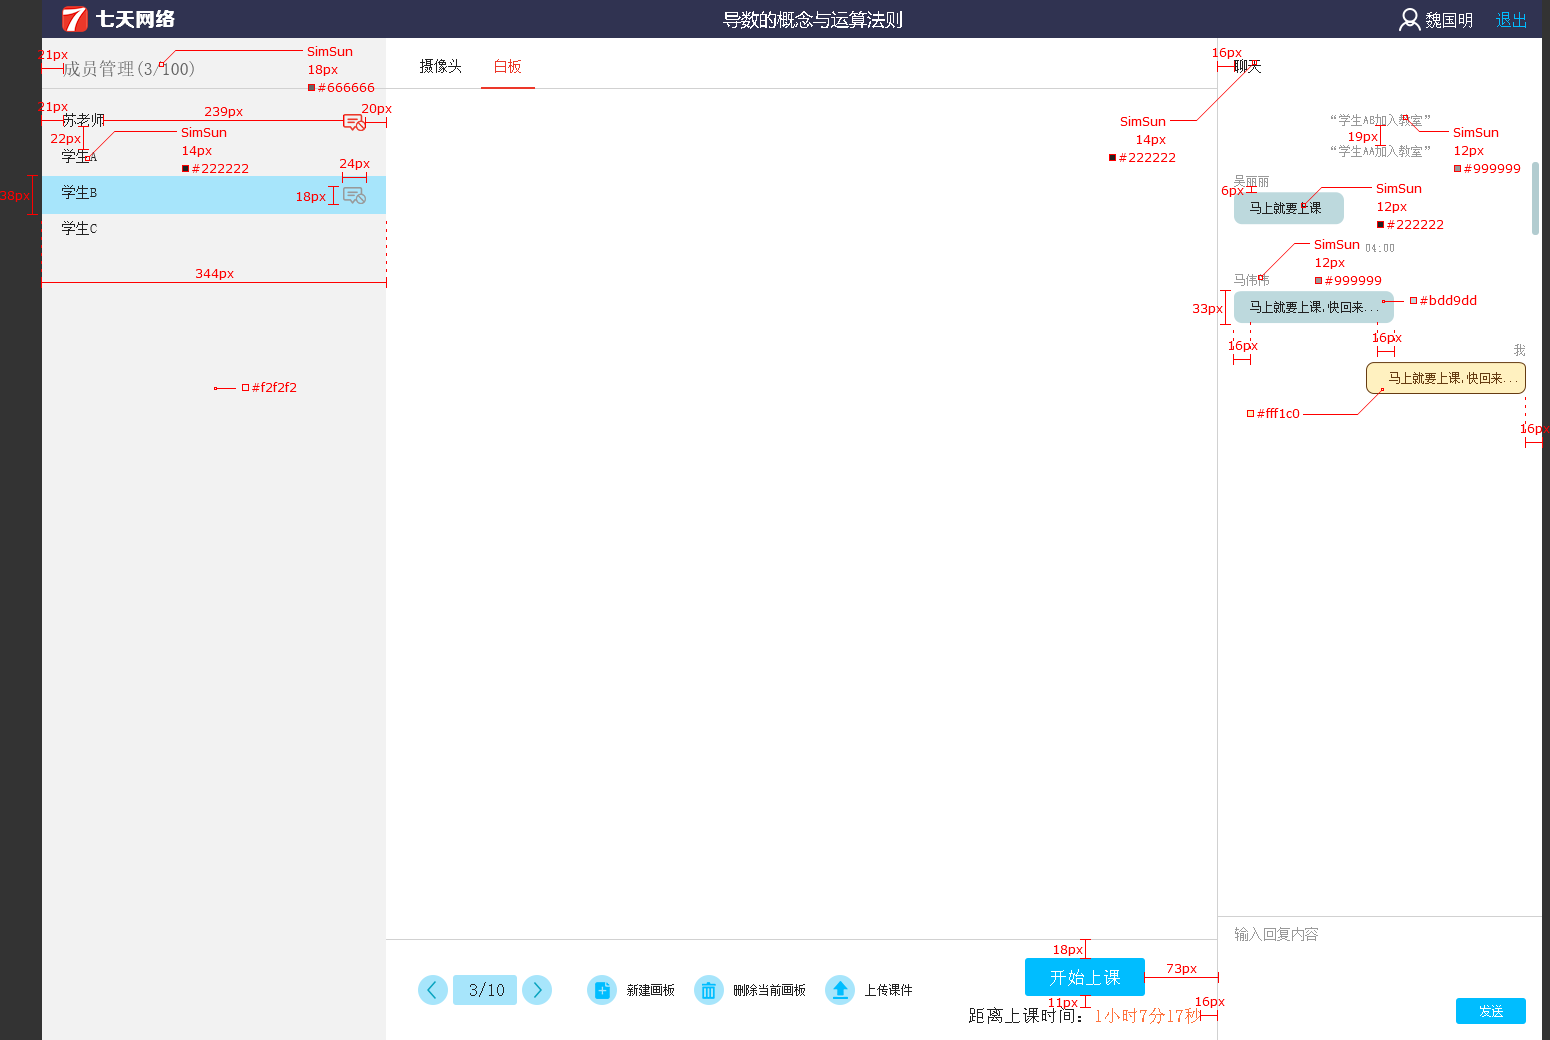 七天网络
导数的概念与运算法则
魏国明 退出
21px
成员管理(3/100)
SimSun
18px
#666666
摄像头 白板
16px
聊天
SimSun
14px
#222222
21px
苏老师
239px
20px
22px
SimSun
14px
#222222
学生A
24px
38px
学生B
18px
学生C
344px
#f2f2f2
“学生AB加入教室”
19px
“学生AA加入教室”
SimSun
12px
#999999
吴丽丽
6px
马上就要上课
SimSun
12px
#222222
04:00
SimSun
12px
#999999
马伟伟
33px
马上就要上课,快回来...
#bdd9dd
16px
16px
我
马上就要上课,快回来...
#fff1c0
16px
输入回复内容
发送
18px
开始上课
73px
11px
16px
距离上课时间：1小时7分17秒
3/10
新建画板
删除当前画板
上传课件